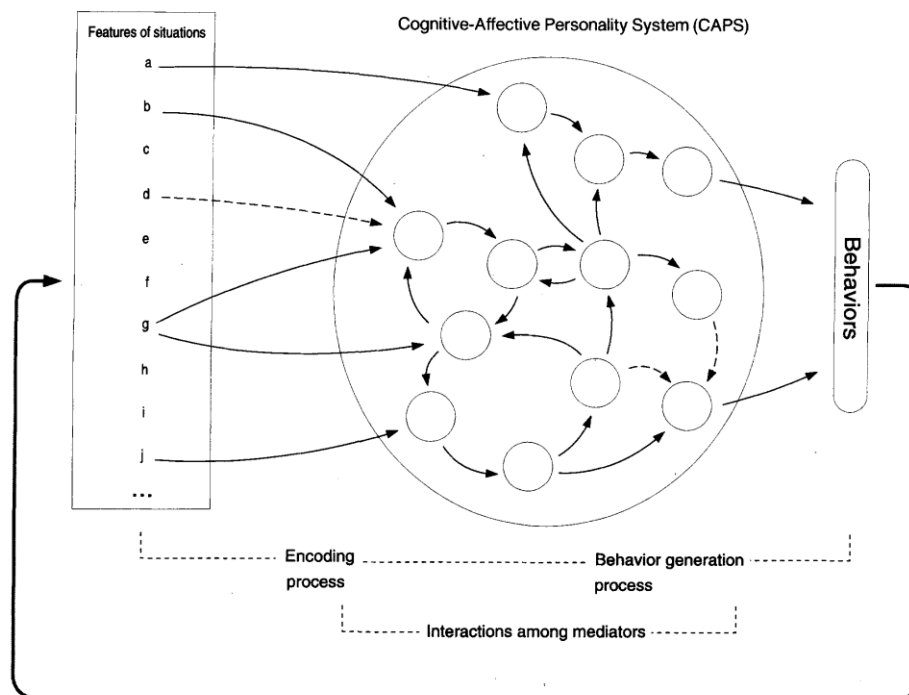 Cognitive-Affective Personality System (CAPS)
Features of situations
a
b
c
d
e
f
g
h
i
j
...
Behaviors
Encoding
process
Behavior generation
process
Interactions among mediators